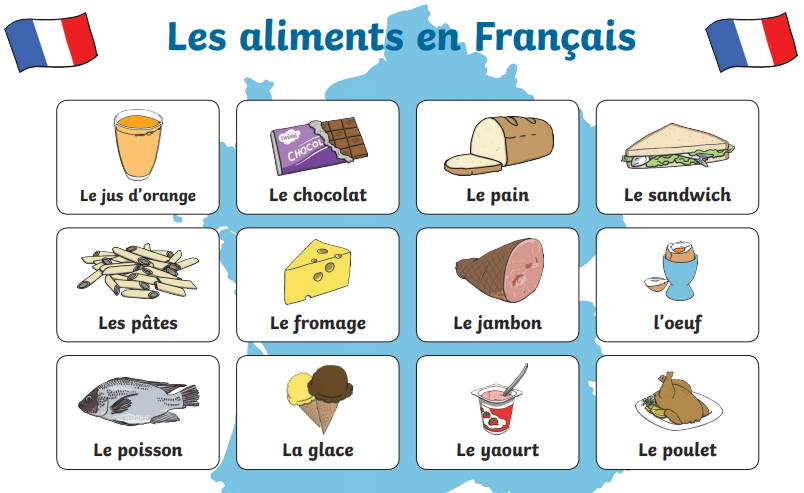 Les aliments en Français
Le jus d'orange
twinkl
CHOCOL
Le chocolat
Le pain
Le sandwich
Les pâtes
Le fromage
Le jambon
l'oeuf
Le poisson
La glace
Le yaourt
Le poulet